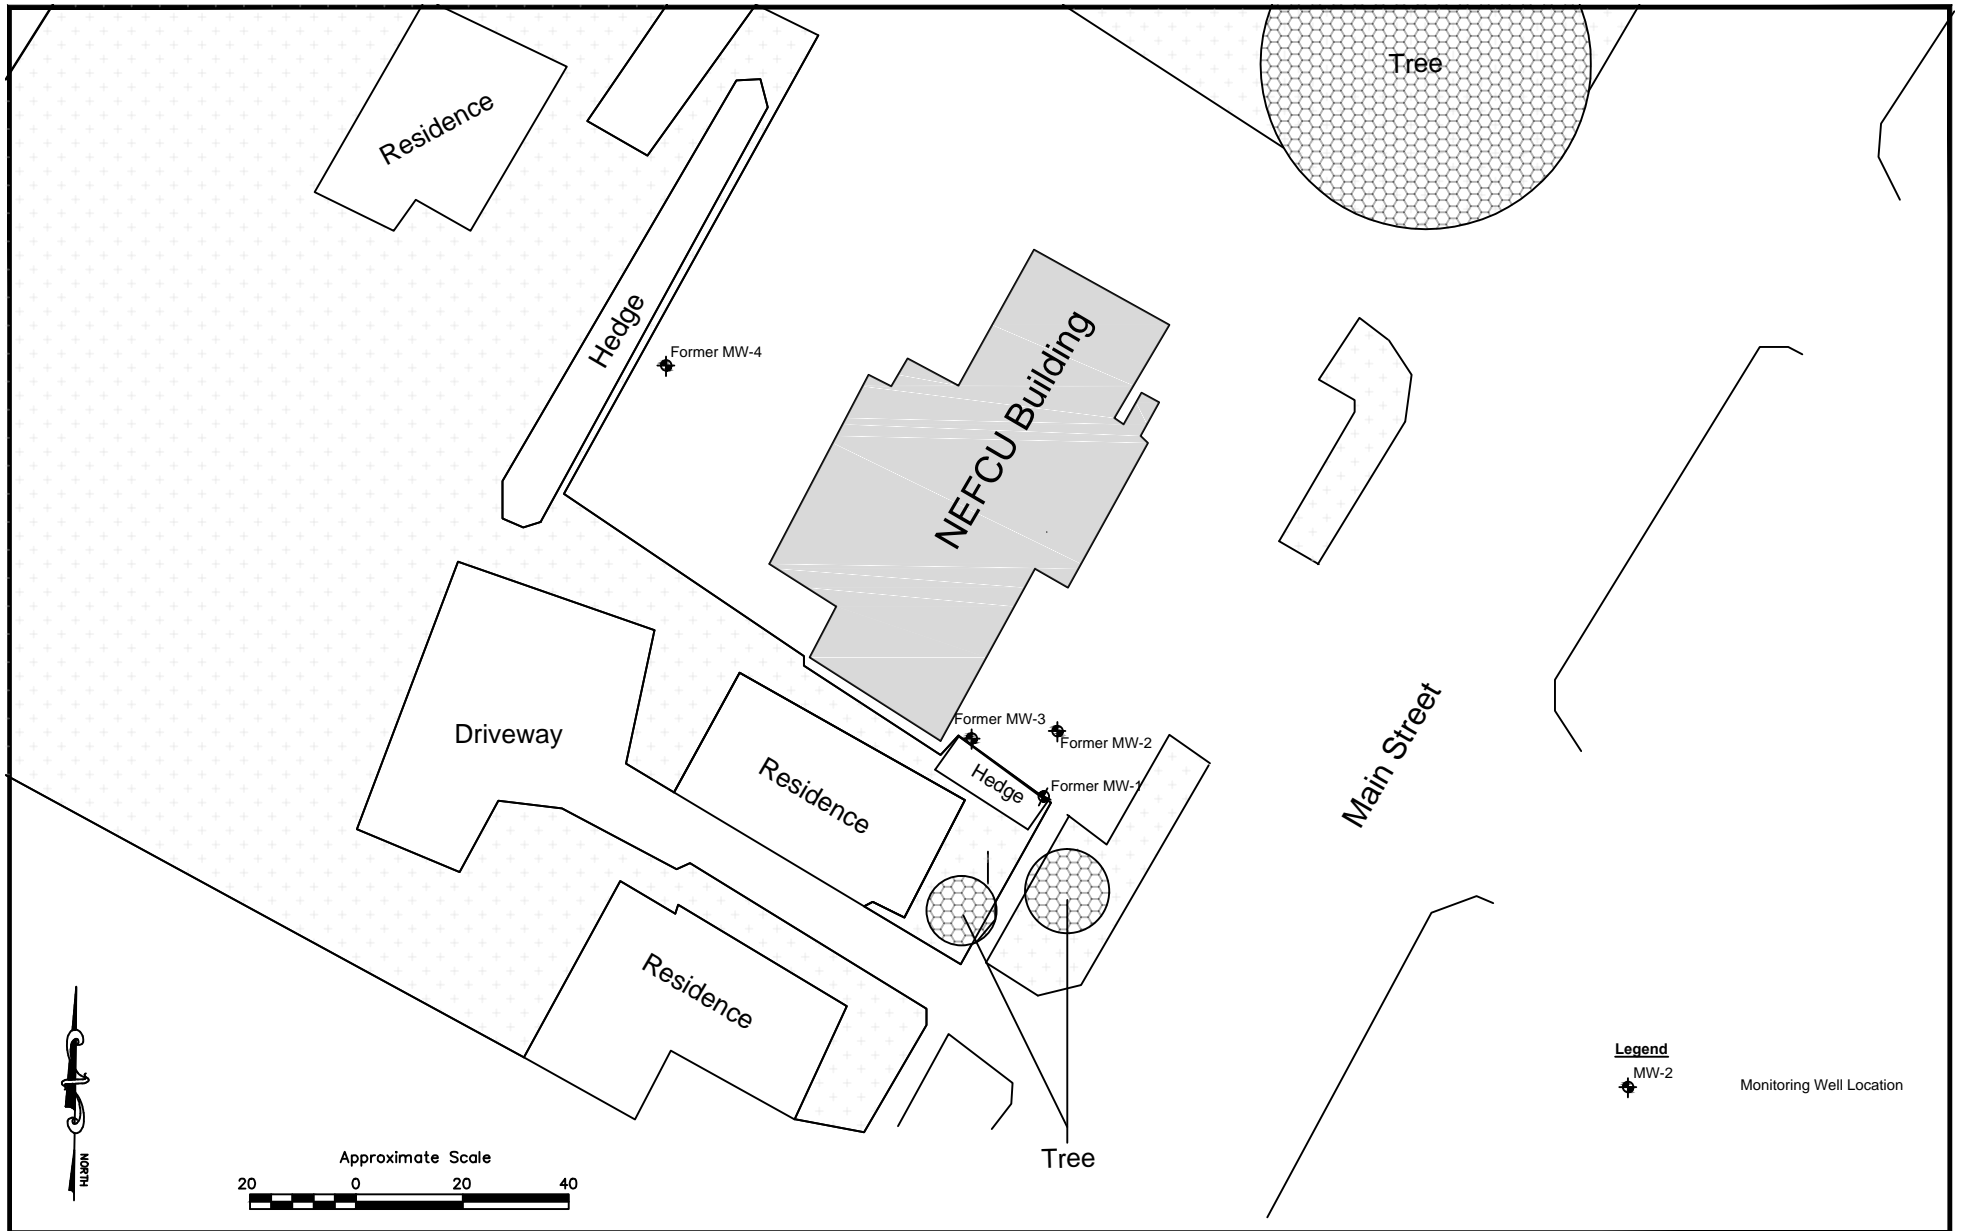 Tree
Residence
Hedge
Former MW-4
NEFCU Building
Former MW-3
Former MW-2
Driveway
Hedge
Former MW-1
Residence
Main Street
Residence
Legend
MW-2
Monitoring Well Location
NORTH
Approximate Scale
20 0 20 40
Tree